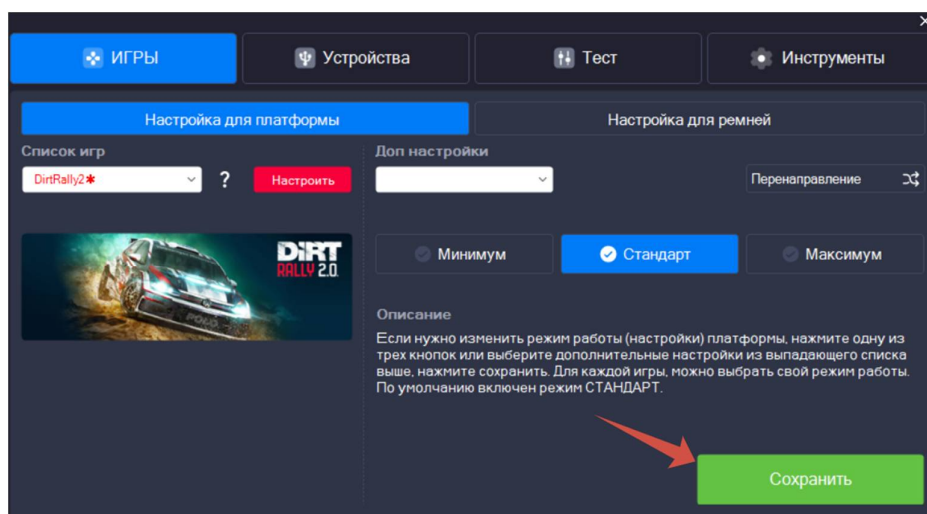 ИГРЫ
Устройства
Тест
Инструменты
Настройка для платформы
Настройка для ремней
Список игр
Доп настройки
DirtRally2*
?
Настроить
Перенаправление
DiRT
RALLY 2.0
POLO
Минимум
Стандарт
Максимум
Описание
Если нужно изменить режим работы (настройки) платформы, нажмите одну из
трех кнопок или выберите дополнительные настройки из выпадающего списка
выше, нажмите сохранить. Для каждой игры, можно выбрать свой режим работы.
По умолчанию включен режим СТАНДАРТ.
Сохранить